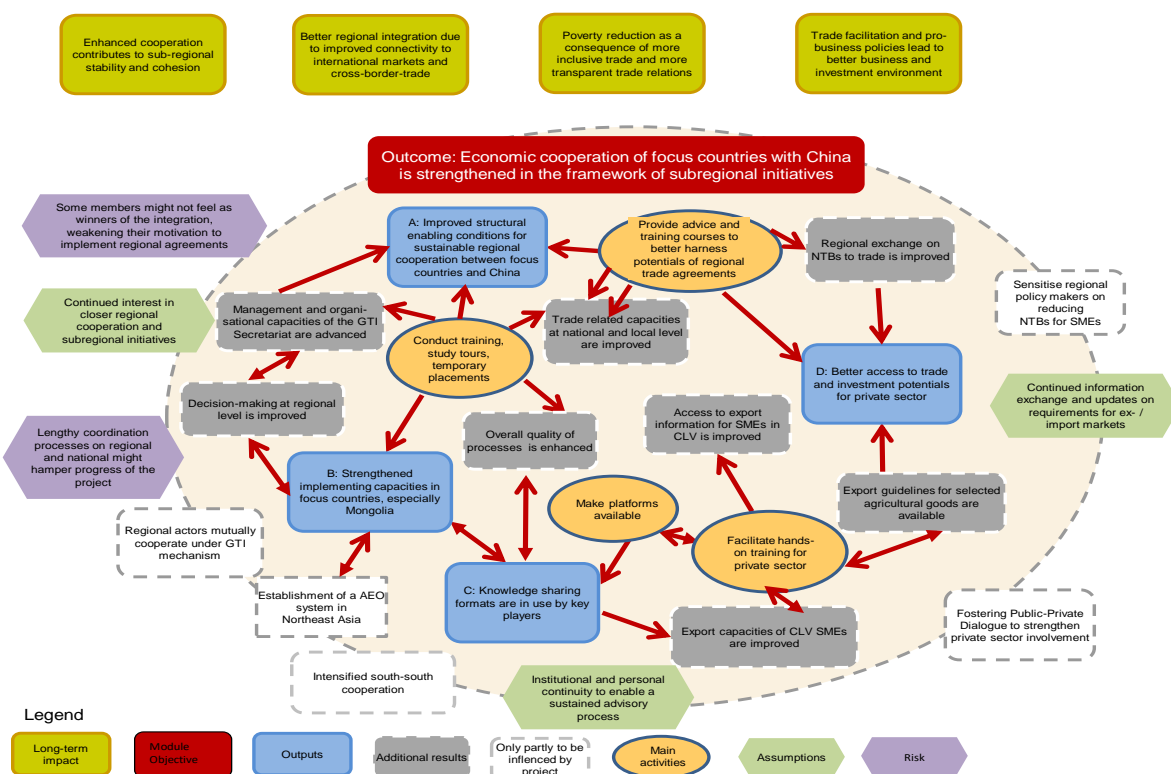 Enhanced cooperation
contributes to sub-regional
stability and cohesion
Better regional integration due
to improved connectivity to
international markets and
cross-border-trade
Poverty reduction as a
consequence of more
inclusive trade and more
transparent trade relations
Trade facilitation and pro-
business policies lead to
better business and
investment environment
Outcome: Economic cooperation of focus countries with China
is strengthened in the framework of subregional initiatives
Some members might not feel as
winners of the integration,
weakening their motivation to
implement regional agreements
A: Improved structural
enabling conditions for
sustainable regional
cooperation between focus
countries and China
Provide advice and
training courses to
better harness
potentials of regional
trade agreements
Regional exchange on
NTBs to trade is improved
Continued interest in
closer regional
cooperation and
subregional initiatives
Management and organi-
sational capacities of the GTI
Secretariat are advanced
Conduct training,
study tours,
temporary
placements
Trade related capacities
at national and local level
are improved
Sensitise regional
policy makers on
reducing
NTBs for SMEs
D: Better access to trade
and investment potentials
for private sector
Decision-making at regional
level is improved
Continued information
exchange and updates on
requirements for ex- /
import markets
Access to export
information for SMEs in
CLV is improved
Overall quality of
processes is enhanced
Lengthy coordination
processes on regional
and national might
hamper progress of the
project
B: Strengthened
implementing capacities in
focus countries, especially
Mongolia
Make platforms
available
Export guidelines for selected
agricultural goods are
available
Regional actors mutually
cooperate under GTI
mechanism
Facilitate hands-
on training for
private sector
Establishment of a AEO
system in
Northeast Asia
C: Knowledge sharing
formats are in use by key
players
Fostering Public-Private
Dialogue to strengthen
private sector involvement
Export capacities of CLV SMEs
are improved
Intensified south-south
cooperation
Institutional and personal
continuity to enable a
sustained advisory
process
Legend
Long-term
impact
Module
Objective
Outputs
Additional results
Only partly to be
inflenced by
project
Main
activities
Assumptions
Risk